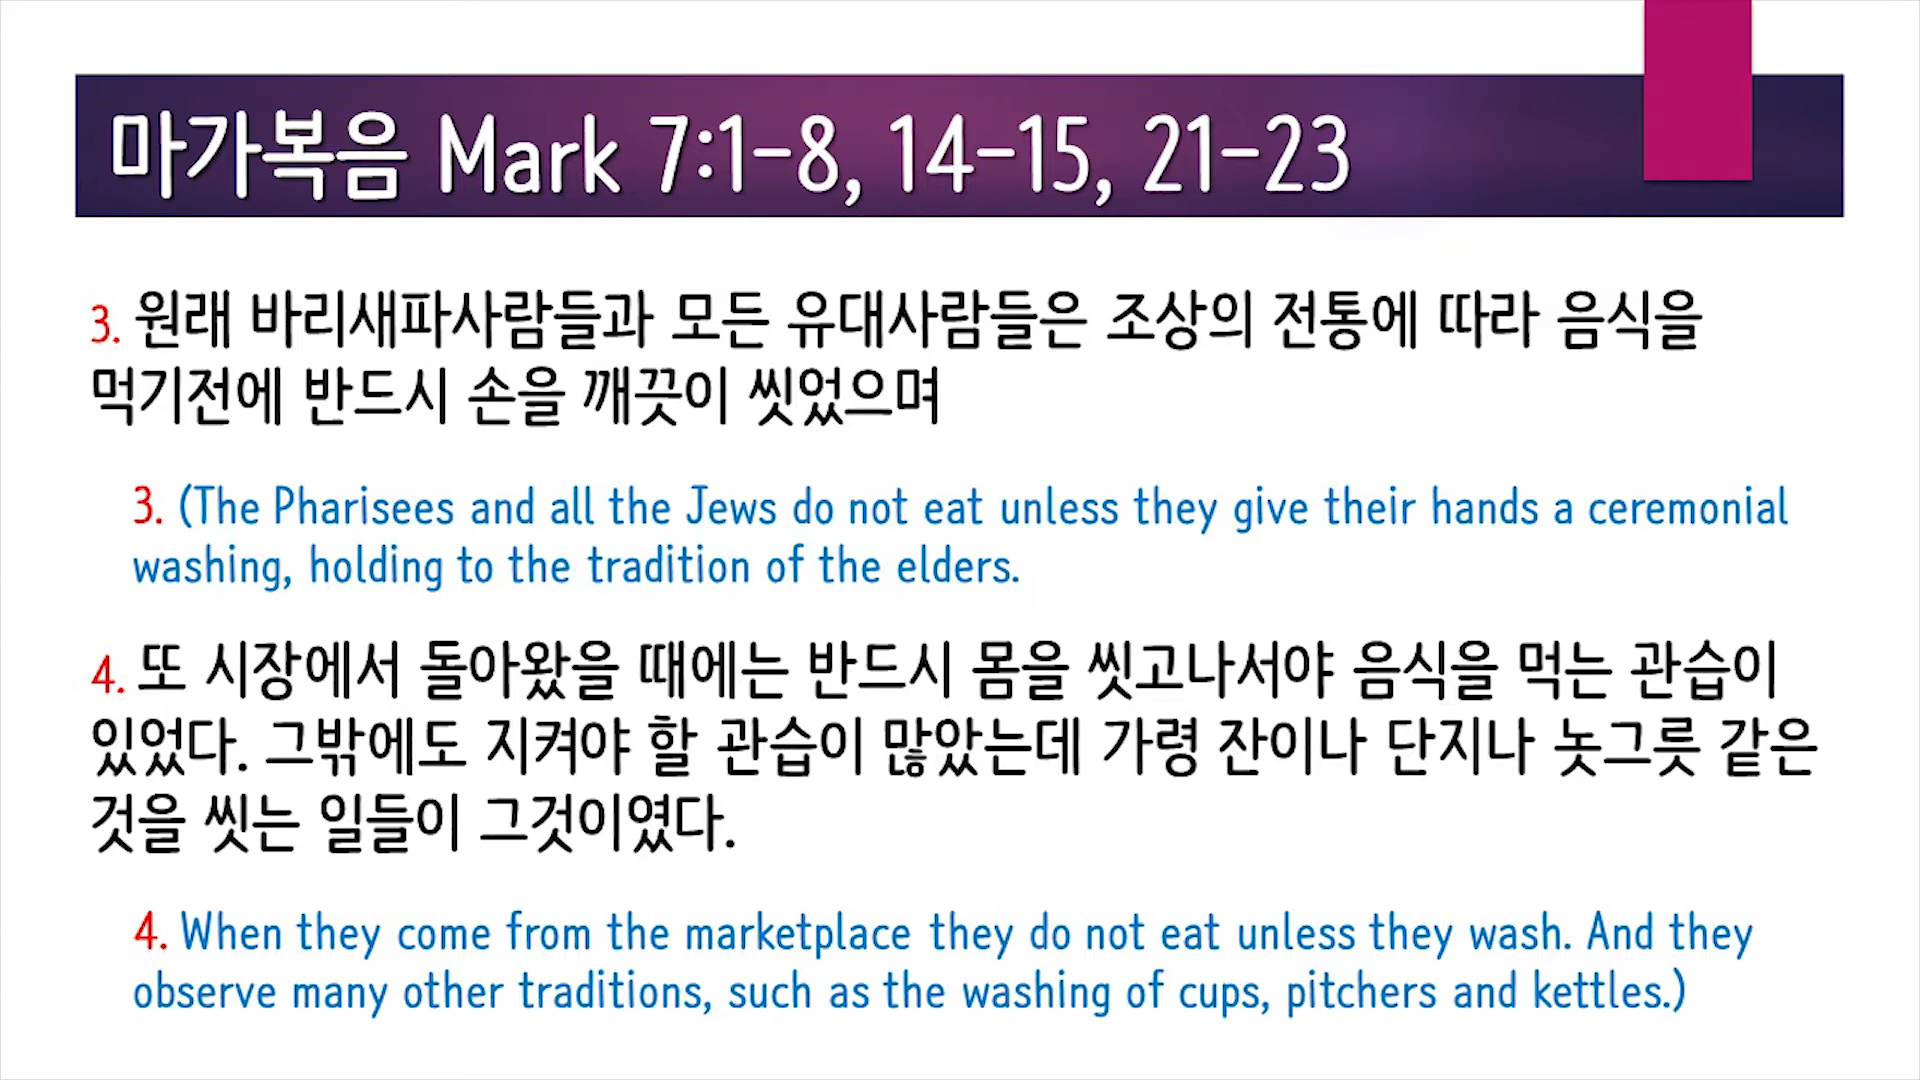 마가복음 Mark 7:1-8, 14-15, 21-23
3. 원래 바리새파사람들과 모든 유대사람들은 조상의 전통에 따라 음식을
먹기전에 반드시 손을 깨끗이 씻었으며
3. (The Pharisees and all the Jews do not eat unless they give their hands a ceremonial
washing, holding to the tradition of the elders.
4. 또 시장에서 돌아왔을 때에는 반드시 몸을 씻고나서야 음식을 먹는 관습이
있었다. 그밖에도 지켜야 할 관습이 많았는데 가령 잔이나 단지나 놋그릇 같은
것을 씻는 일들이 그것이였다.
4. When they come from the marketplace they do not eat unless they wash. And they
observe many other traditions, such as the washing of cups, pitchers and kettles.)